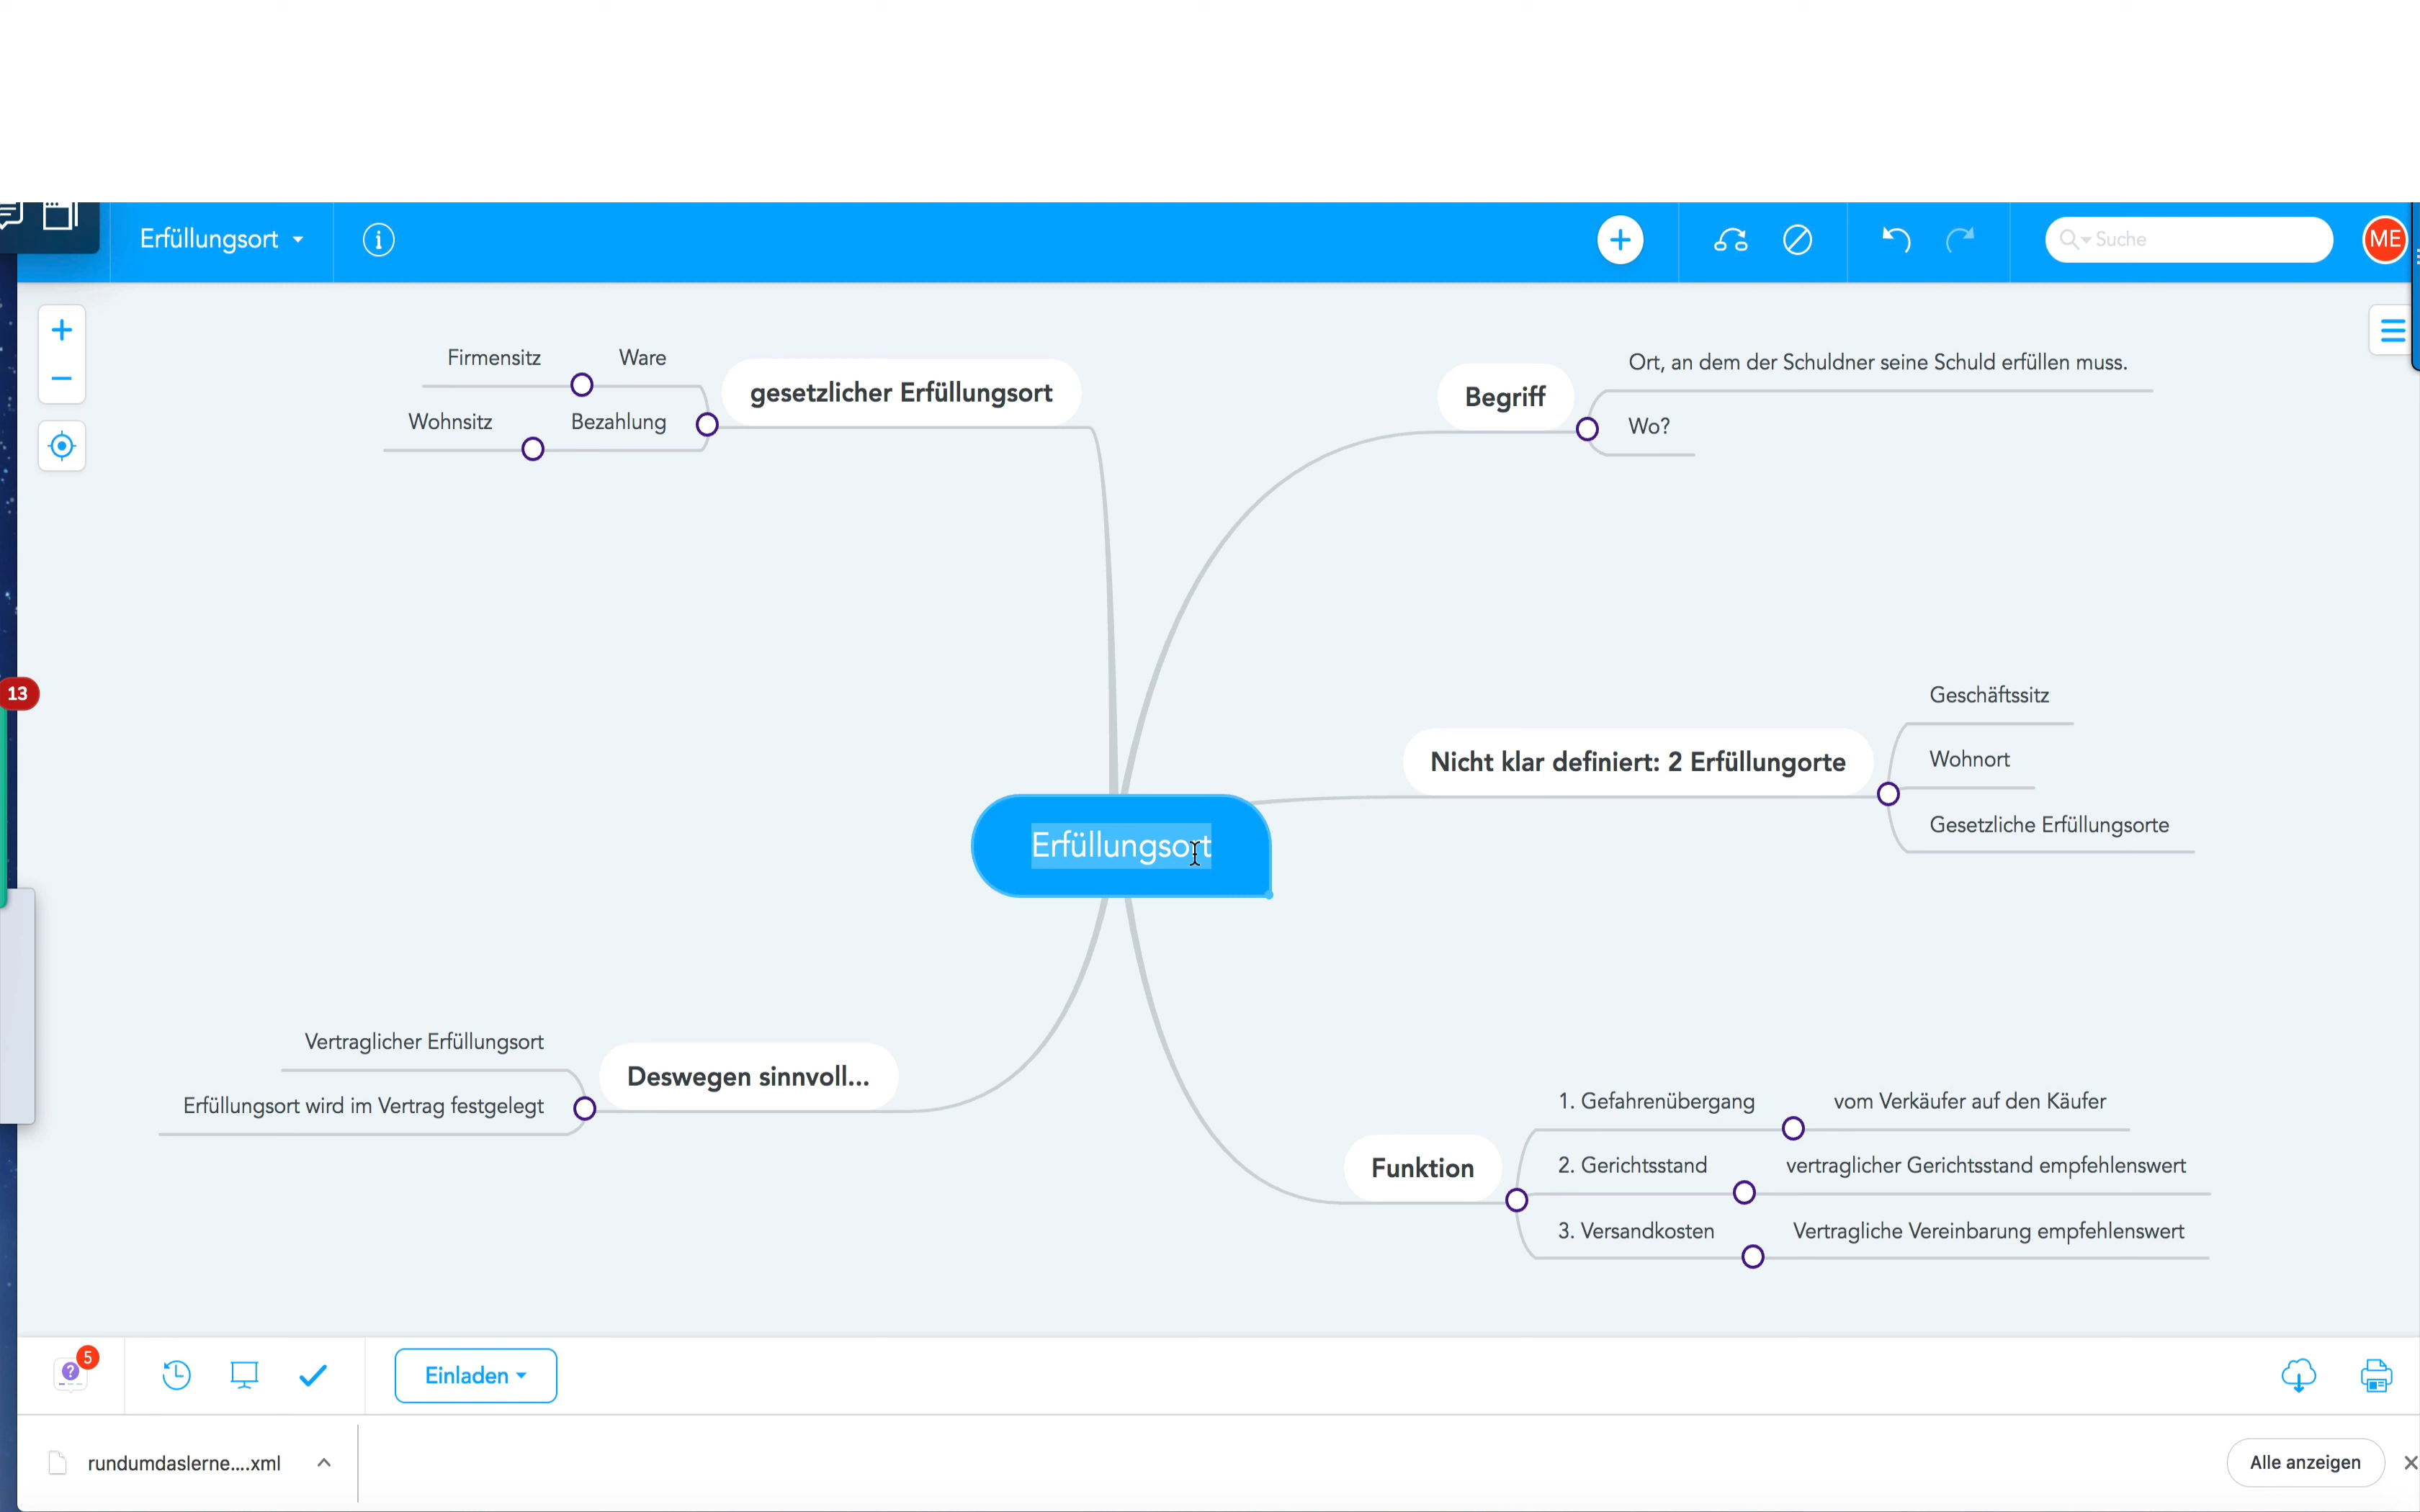 Erfüllungsort
Suche
ME
Firmensitz
Ware
Wohnsitz
Bezahlung
gesetzlicher Erfüllungsort
Begriff
Ort, an dem der Schuldner seine Schuld erfüllen muss.
Wo?
13
Nicht klar definiert: 2 Erfüllungorte
Geschäftssitz
Wohnort
Gesetzliche Erfüllungsorte
Erfüllungsort
Vertraglicher Erfüllungsort
Erfüllungsort wird im Vertrag festgelegt
Deswegen sinnvoll...
Funktion
1. Gefahrenübergang
vom Verkäufer auf den Käufer
2. Gerichtsstand
vertraglicher Gerichtsstand empfehlenswert
3. Versandkosten
Vertragliche Vereinbarung empfehlenswert
5
Einladen
rundumdaslerne....xml
Alle anzeigen